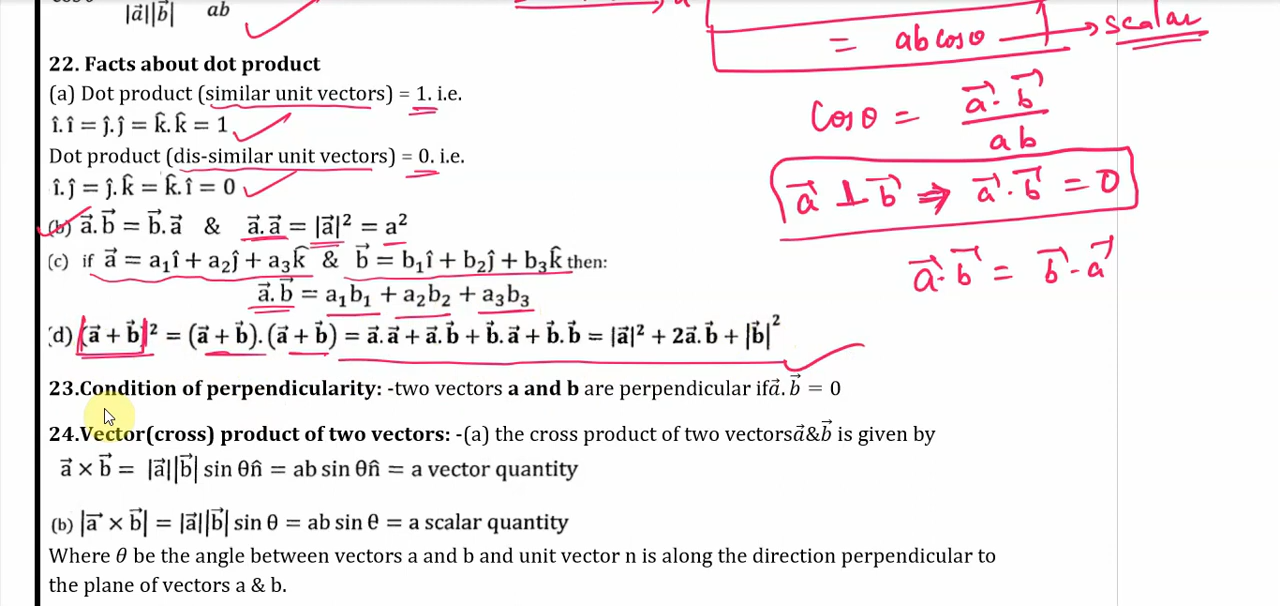 |a⃗||b⃗| ab
= ab cosθ → scalar
22. Facts about dot product
(a) Dot product (similar unit vectors) = 1. i.e.
î.î = ĵ.ĵ = k̂.k̂ = 1
Dot product (dis-similar unit vectors) = 0. i.e.
î.ĵ = ĵ.k̂ = k̂.î = 0
(b) a⃗.b⃗ = b⃗.a⃗ & a⃗.a⃗ = |a⃗|² = a²
(c) if a⃗ = a₁î + a₂ĵ + a₃k̂ & b⃗ = b₁î + b₂ĵ + b₃k̂ then:
a⃗.b⃗ = a₁b₁ + a₂b₂ + a₃b₃
(d) (a⃗ + b⃗)² = (a⃗ + b⃗).(a⃗ + b⃗) = a⃗.a⃗ + a⃗.b⃗ + b⃗.a⃗ + b⃗.b⃗ = |a⃗|² + 2a⃗.b⃗ + |b⃗|²
cosθ = a⃗·b⃗ / ab
a⃗ ⊥ b⃗ ⇒ a⃗·b⃗ = 0
a⃗·b⃗ = b⃗·a⃗
23.Condition of perpendicularity: -two vectors a and b are perpendicular ifa⃗.b⃗ = 0
24.Vector(cross) product of two vectors: -(a) the cross product of two vectorsa⃗&b⃗ is given by
a⃗ × b⃗ = |a⃗||b⃗| sin θn̂ = ab sin θn̂ = a vector quantity
(b) |a⃗ × b⃗| = |a⃗||b⃗| sin θ = ab sin θ = a scalar quantity
Where θ be the angle between vectors a and b and unit vector n is along the direction perpendicular to
the plane of vectors a & b.